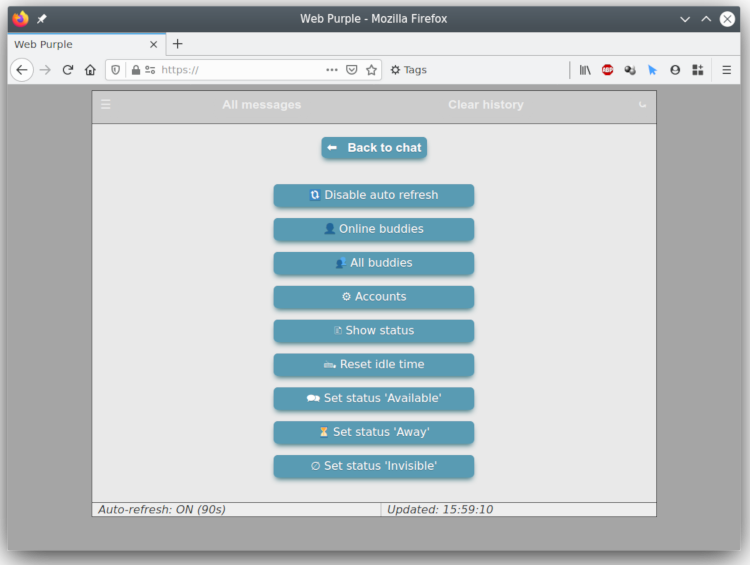 Web Purple - Mozilla Firefox
Web Purple
https://
Tags
ABP
All messages
Clear history
Back to chat
Disable auto refresh
Online buddies
All buddies
Accounts
Show status
Reset idle time
Set status 'Available'
Set status 'Away'
Set status 'Invisible'
Auto-refresh: ON (90s)
Updated: 15:59:10